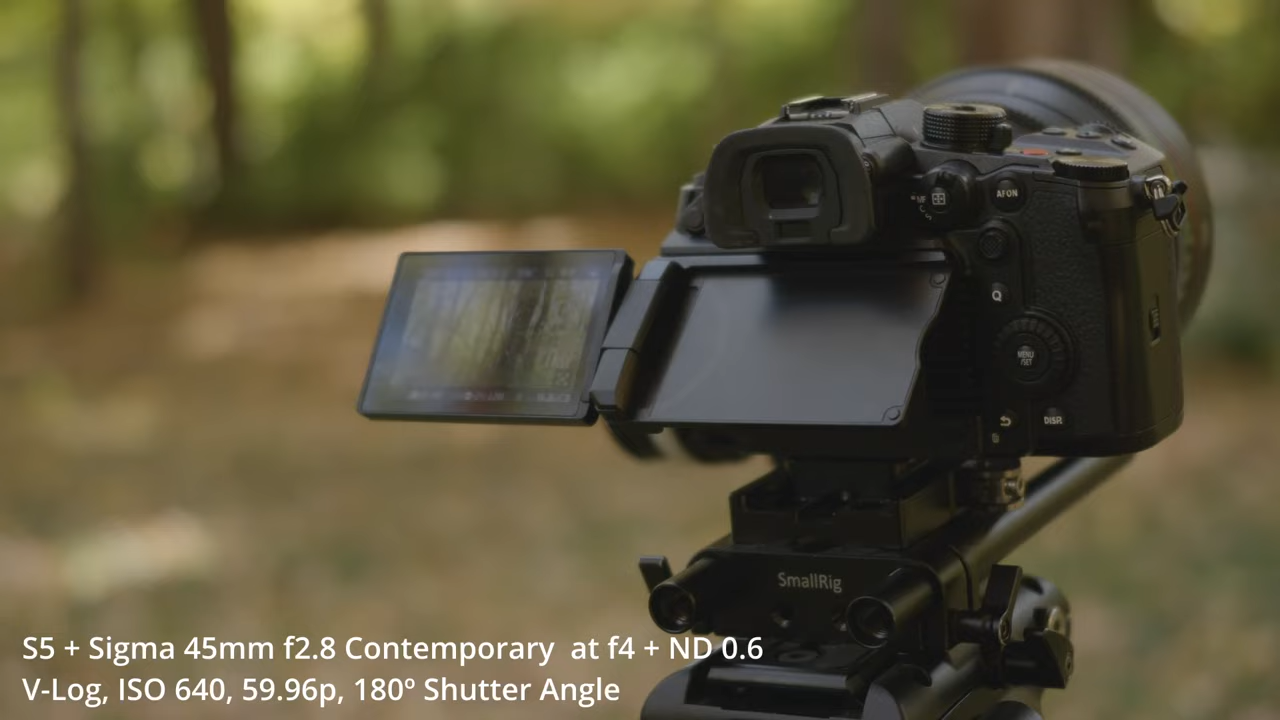 AFON
MF
Q
MENU
/SET
DISP.
SmallRig
S5 + Sigma 45mm f2.8 Contemporary at f4 + ND 0.6
V-Log, ISO 640, 59.96p, 180º Shutter Angle